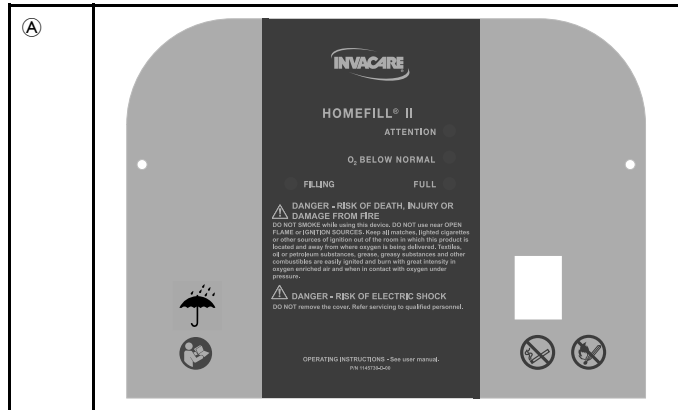 A
INVACARE®
HOMEFILL® II
ATTENTION
O₂ BELOW NORMAL
FILLING FULL
DANGER - RISK OF DEATH, INJURY OR
DAMAGE FROM FIRE
DO NOT SMOKE while using this device. DO NOT use near OPEN
FLAME or IGNITION SOURCES. Keep all matches, lighted cigarettes
or other sources of ignition out of the room in which this product is
located and away from where oxygen is being delivered. Textiles,
oil or petroleum substances, grease, greasy substances and other
combustibles are easily ignited and burn with great intensity in
oxygen enriched air and when in contact with oxygen under
pressure.
DANGER - RISK OF ELECTRIC SHOCK
DO NOT remove the cover. Refer servicing to qualified personnel.
OPERATING INSTRUCTIONS - See user manual.
P/N 1145739-D-00